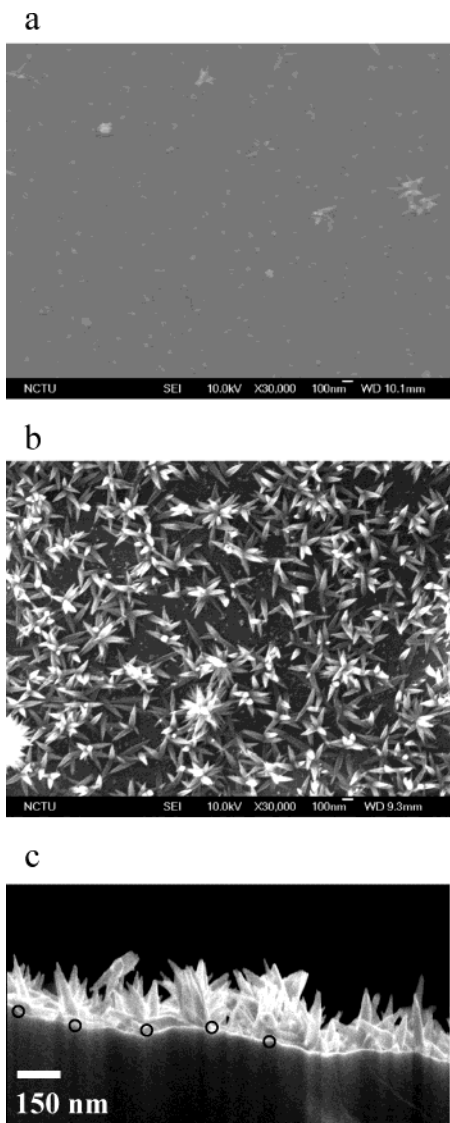 a
NCTU SEI 10.0kV X30,000 100nm WD 10.1mm
b
NCTU SEI 10.0kV X30,000 100nm WD 9.3mm
c
150 nm